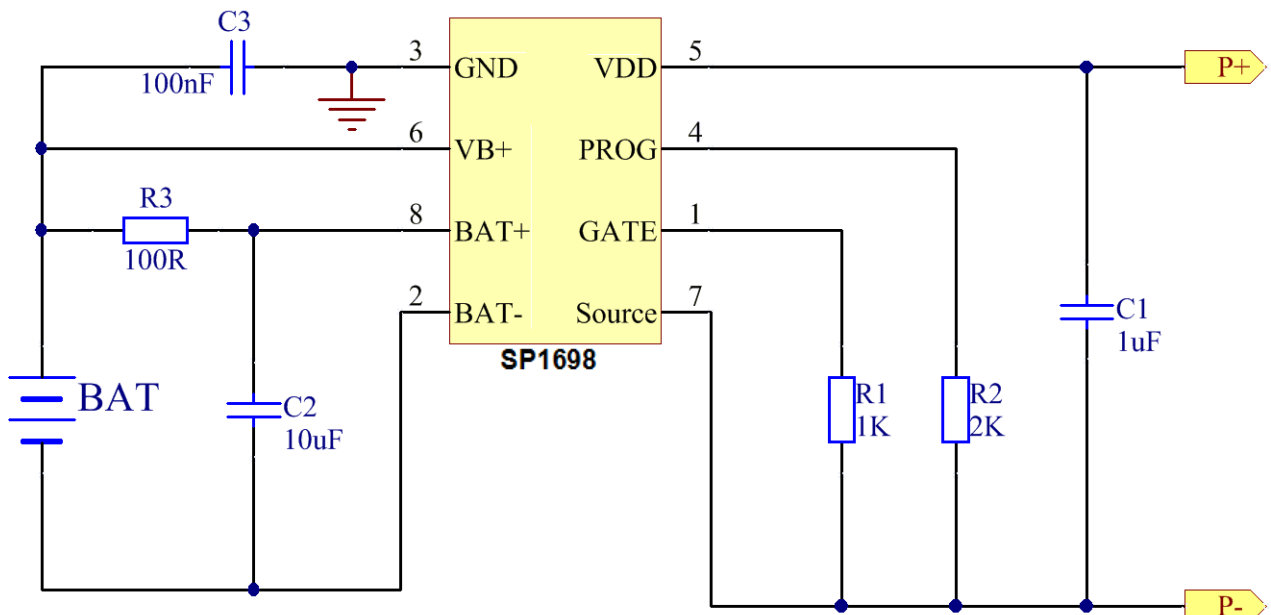 C3
100nF
3
GND
VDD
5
P+
6
VB+
PROG
4
R3
100R
8
BAT+
GATE
1
2
BAT-
Source
7
SP1698
C1
1uF
BAT
C2
10uF
R1
1K
R2
2K
P-